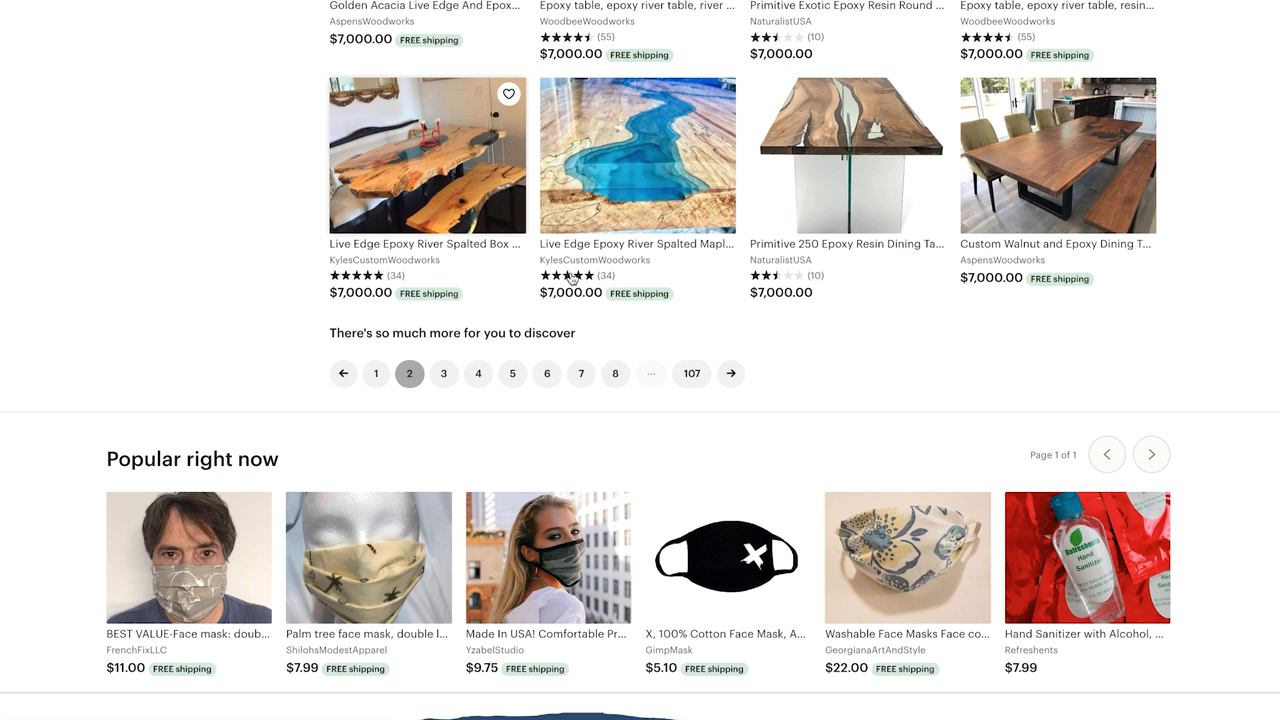 Golden Acacia Live Edge And Epox...
AspensWoodworks
$7,000.00 FREE shipping
Epoxy table, epoxy river table, river ...
WoodbeeWoodworks
(55)
$7,000.00 FREE shipping
Primitive Exotic Epoxy Resin Round ...
NaturalistUSA
(10)
$7,000.00
Epoxy table, epoxy river table, resin...
WoodbeeWoodworks
(55)
$7,000.00 FREE shipping
Live Edge Epoxy River Spalted Box ...
KylesCustomWoodworks
(34)
$7,000.00 FREE shipping
Live Edge Epoxy River Spalted Mapl...
KylesCustomWoodworks
(34)
$7,000.00 FREE shipping
Primitive 250 Epoxy Resin Dining Ta...
NaturalistUSA
(10)
$7,000.00
Custom Walnut and Epoxy Dining T...
AspensWoodworks
$7,000.00 FREE shipping
There's so much more for you to discover
1 2 3 4 5 6 7 8 ... 107
Popular right now
Page 1 of 1
BEST VALUE-Face mask: doub...
FrenchFixLLC
$11.00 FREE shipping
Palm tree face mask, double l...
ShilohsModestApparel
$7.99 FREE shipping
Made In USA! Comfortable Pr...
YzabelStudio
$9.75 FREE shipping
X, 100% Cotton Face Mask, A...
GimpMask
$5.10 FREE shipping
Washable Face Masks Face co...
GeorgianaArtAndStyle
$22.00 FREE shipping
Refreshents
Hand
Sanitizer
Hand Sanitizer with Alcohol, ...
Refreshents
$7.99